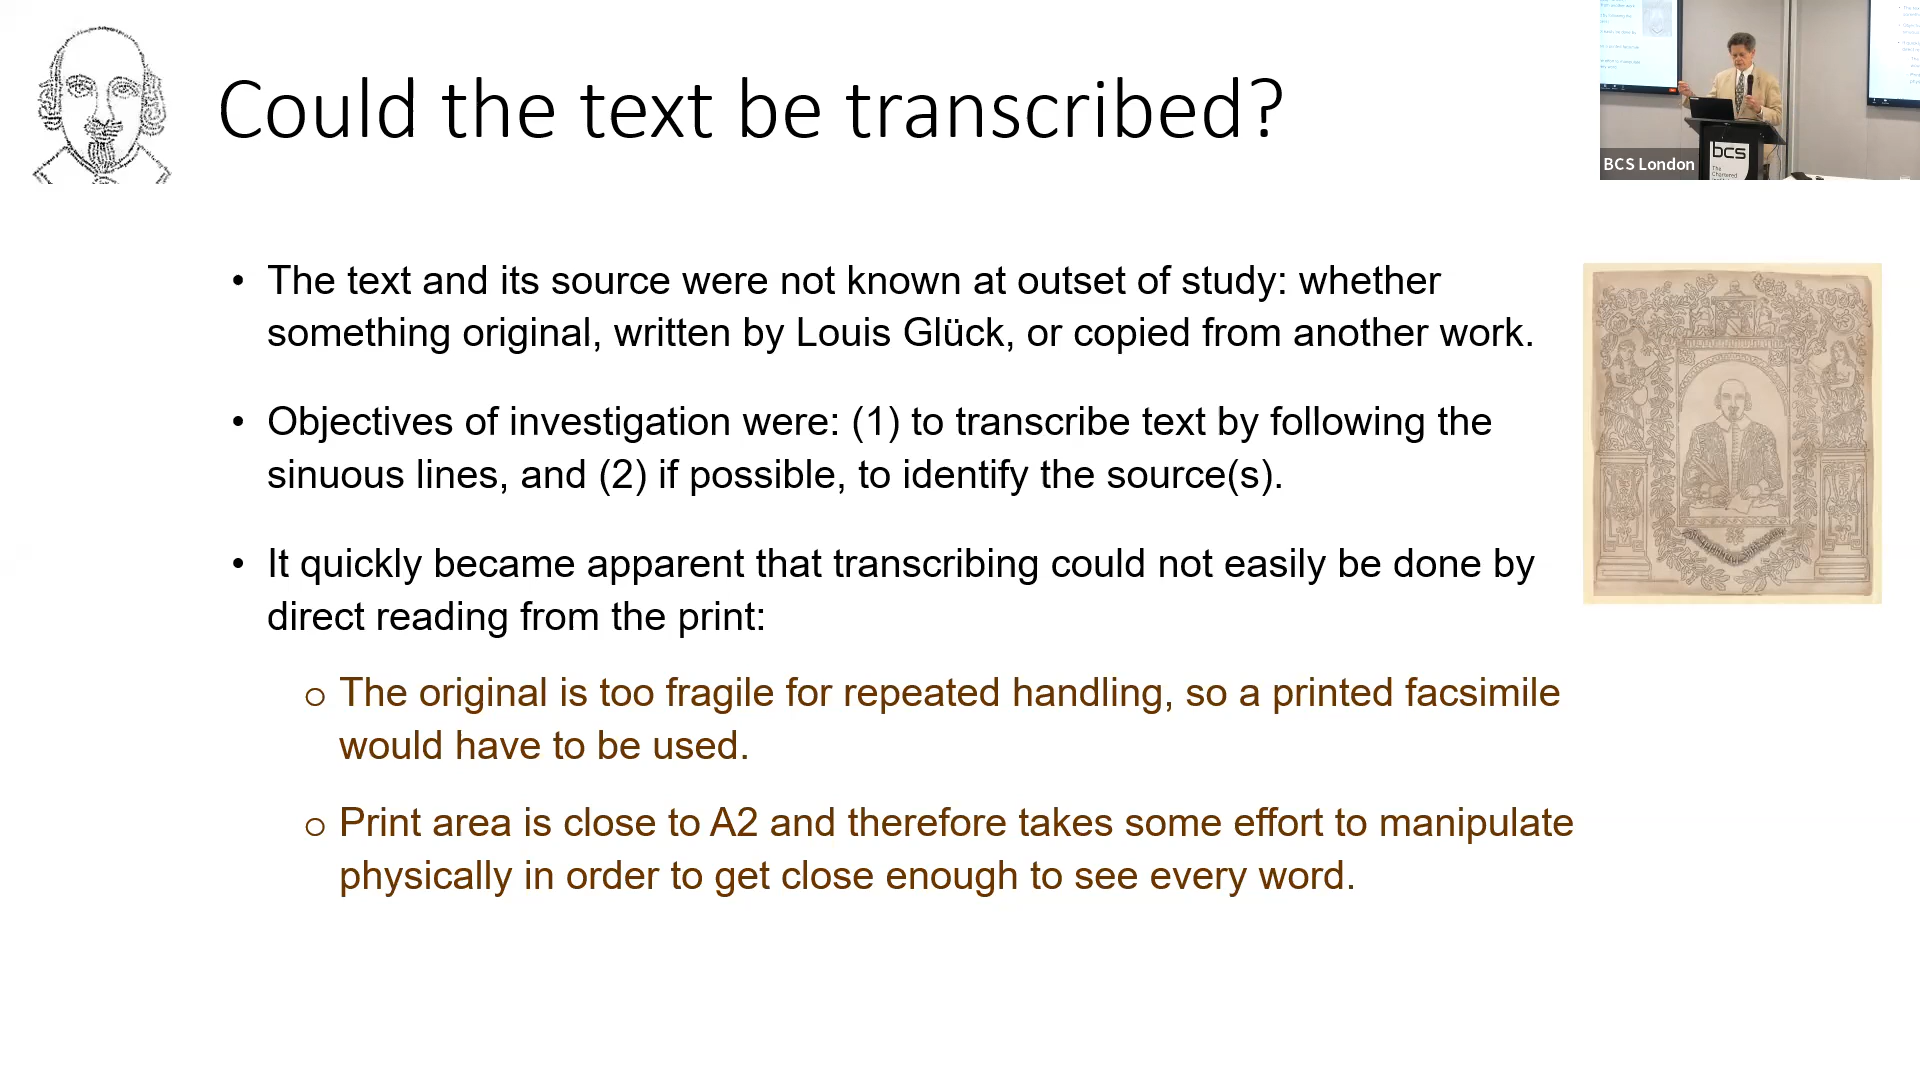 Could the text be transcribed?
BCS London
bcs
The
Chartered
• The text and its source were not known at outset of study: whether
something original, written by Louis Glück, or copied from another work.
• Objectives of investigation were: (1) to transcribe text by following the
sinuous lines, and (2) if possible, to identify the source(s).
• It quickly became apparent that transcribing could not easily be done by
direct reading from the print:
o The original is too fragile for repeated handling, so a printed facsimile
would have to be used.
o Print area is close to A2 and therefore takes some effort to manipulate
physically in order to get close enough to see every word.